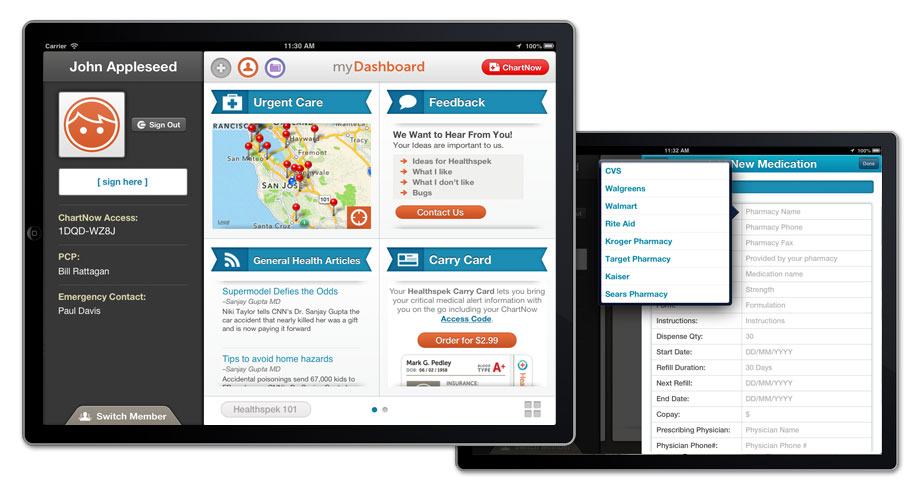 Carrier
11:30 AM
100%
John Appleseed
Sign Out
[ sign here ]
ChartNow Access:
1DQD-WZ8J
PCP:
Bill Rattagan
Emergency Contact:
Paul Davis
Switch Member
myDashboard
ChartNow
Urgent Care
Hayward
Tracy
San Mateo
Fremont
SAN JOS
101
Santa Cruz
Legal
Feedback
We Want to Hear From You!
Your Ideas are important to us.
Ideas for Healthspek
What I like
What I don't like
Bugs
Contact Us
General Health Articles
Supermodel Defies the Odds
~Sanjay Gupta MD
Niki Taylor tells CNN's Dr. Sanjay Gupta the
car accident that nearly killed her was a gift
and is now paying it forward
Tips to avoid home hazards
~Sanjay Gupta MD
Accidental poisonings send 67,000 kids to
Carry Card
Your Healthspek Carry Card lets you bring
your critical medical alert information with
you on the go including your ChartNow
Access Code.
Order for $2.99
Mark G. Pedley
DOB: 06 / 02 / 1958
BLOOD
TYPE A+
INSURANCE:
Healthspek 101
11:32 AM
100%
New Medication
Done
CVS
Walgreens
Walmart
Rite Aid
Kroger Pharmacy
Target Pharmacy
Kaiser
Sears Pharmacy
Pharmacy Name
Pharmacy Phone
Pharmacy Fax
Provided by your pharmacy
Medication name
Strength
Formulation
Instructions: Instructions
Dispense Qty: 30
Start Date: DD/MM/YYYY
Refill Duration: 30 Days
Next Refill: DD/MM/YYYY
End Date: DD/MM/YYYY
Copay: $
Prescribing Physician: Physician Name
Physician Phone#: Physician Phone #